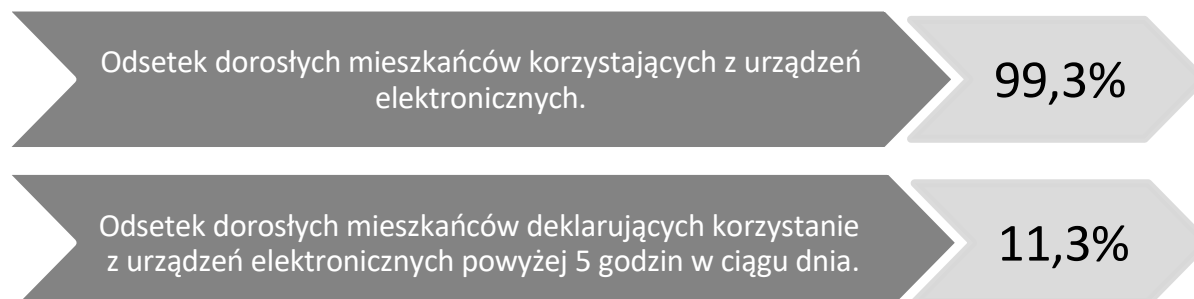 Odsetek dorosłych mieszkańców korzystających z urządzeń
elektronicznych.
99,3%
Odsetek dorosłych mieszkańców deklarujących korzystanie
z urządzeń elektronicznych powyżej 5 godzin w ciągu dnia.
11,3%